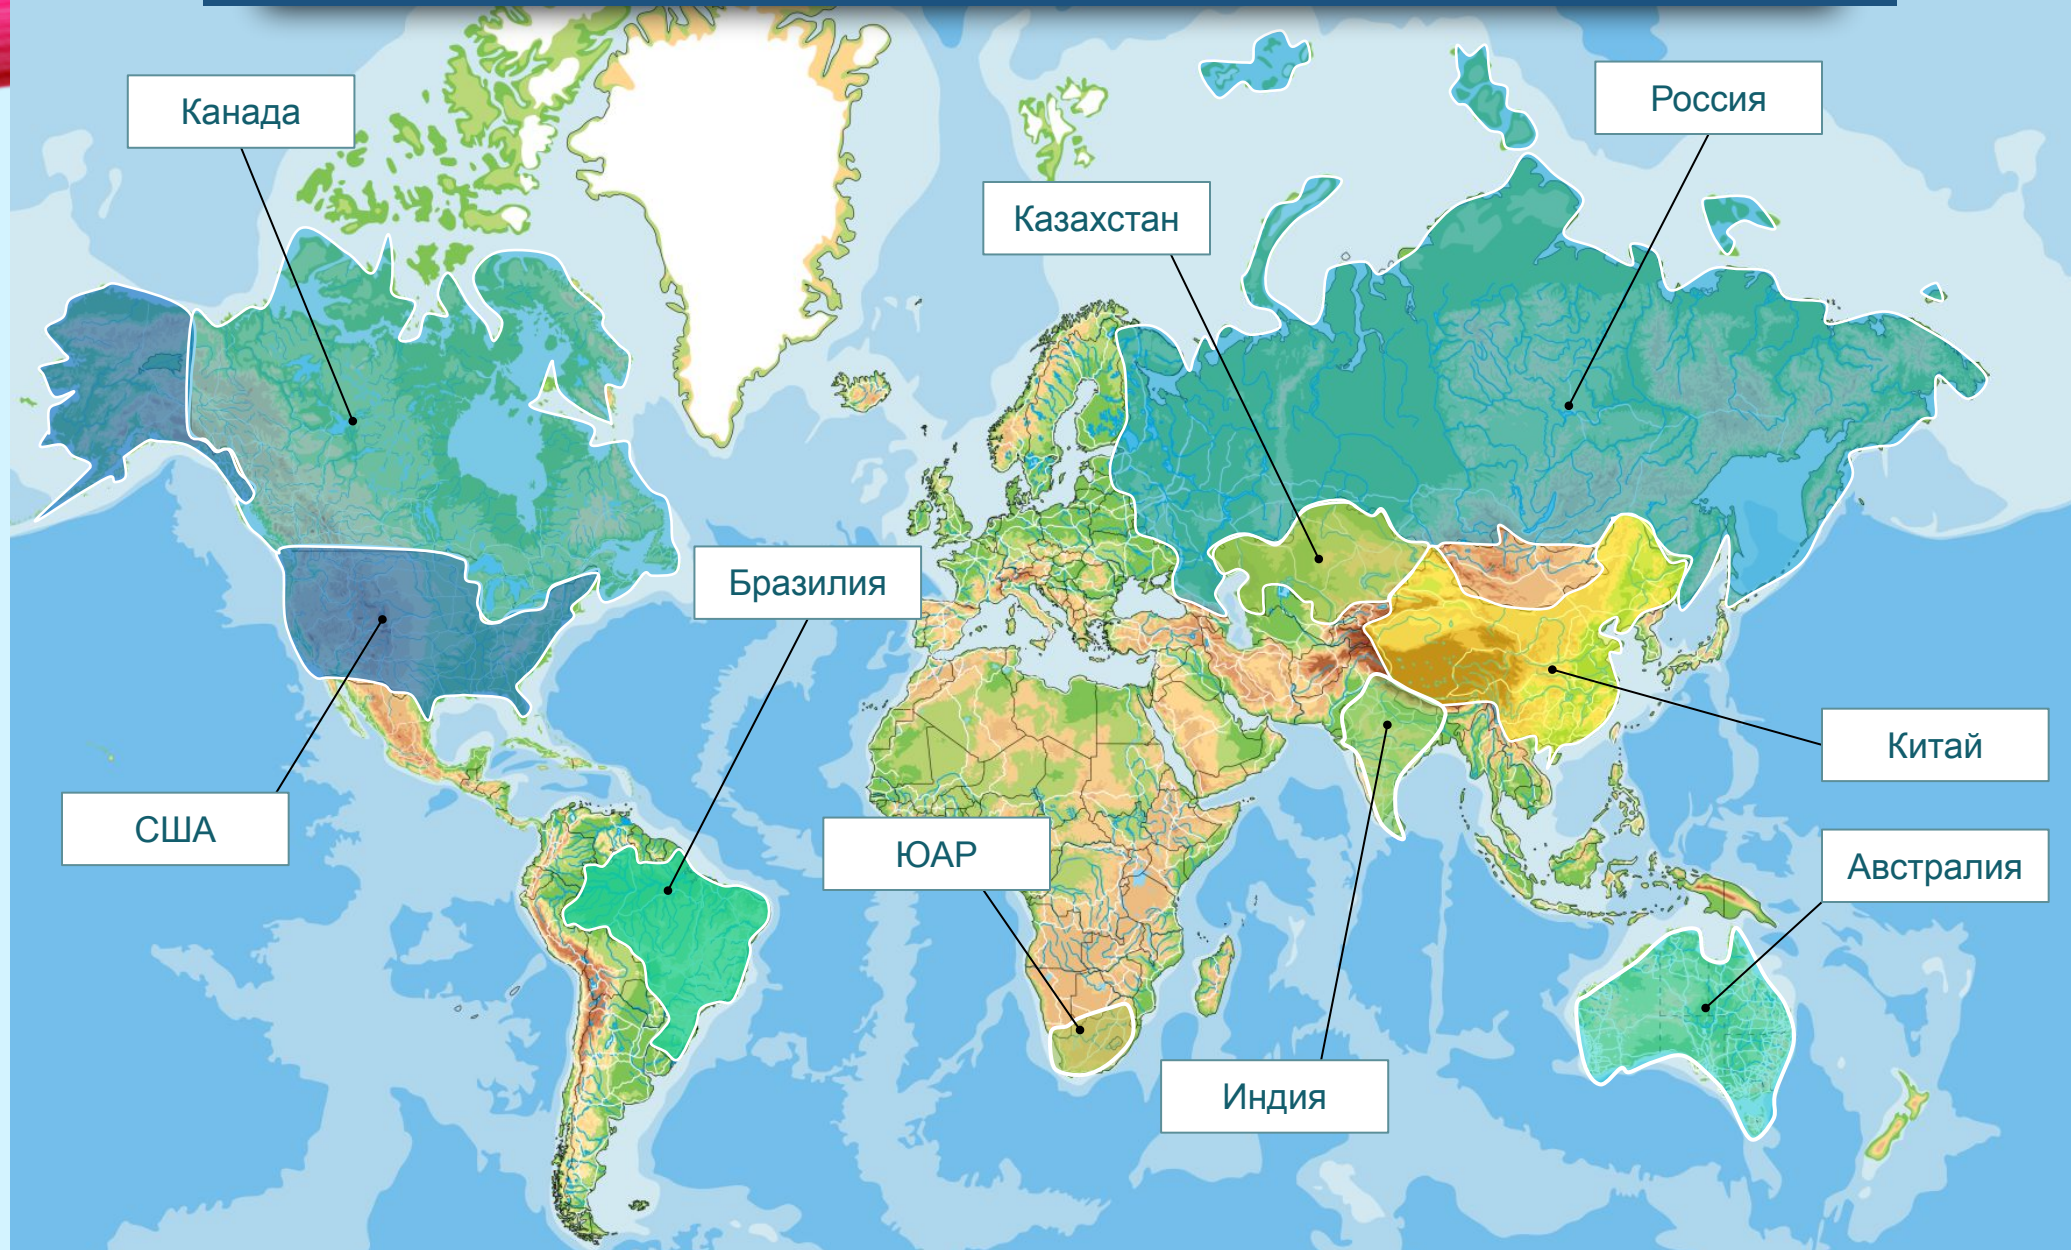 Канада
Россия
Казахстан
Бразилия
Китай
США
ЮАР
Австралия
Индия